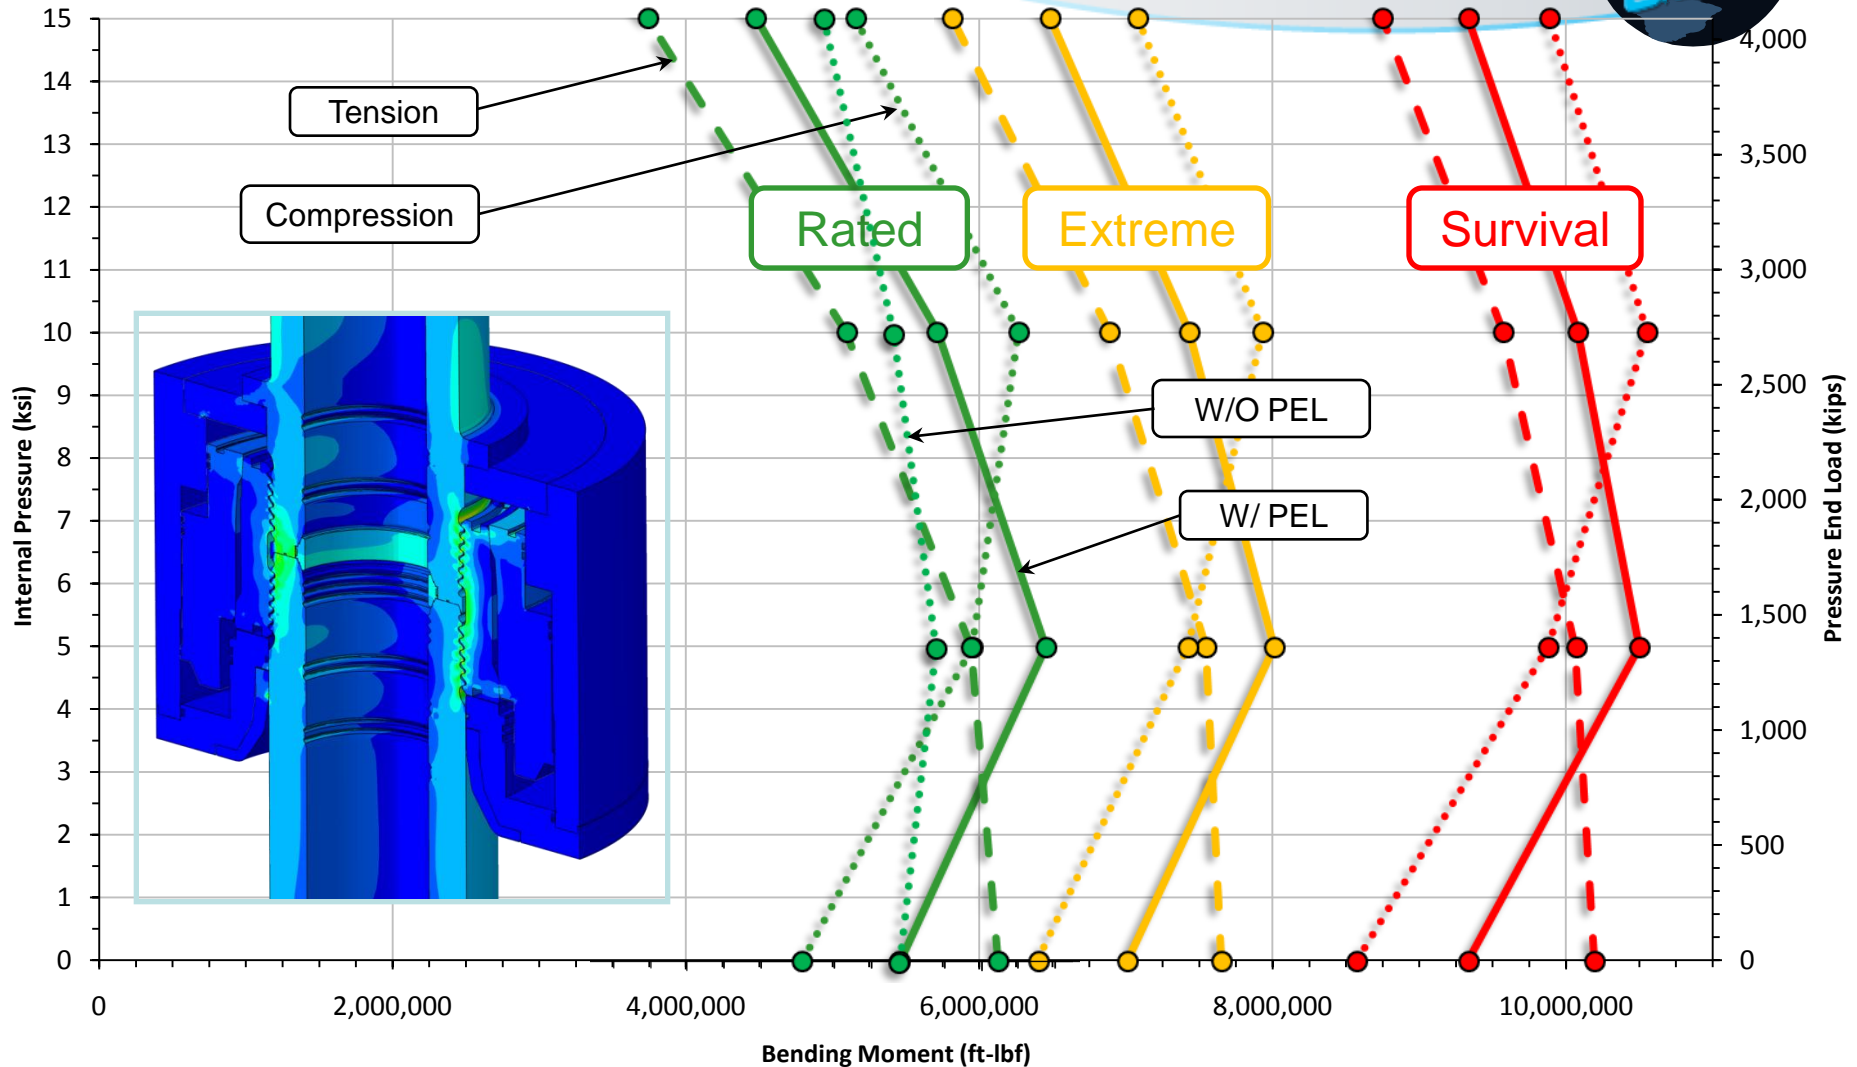 15
14
13
12
11
10
9
8
7
6
5
4
3
2
1
0
Internal Pressure (ksi)
Tension
Compression
Rated
Extreme
Survival
W/O PEL
W/ PEL
4,000
3,500
3,000
2,500
2,000
1,500
1,000
500
0
Pressure End Load (kips)
0 2,000,000 4,000,000 6,000,000 8,000,000 10,000,000
Bending Moment (ft-lbf)